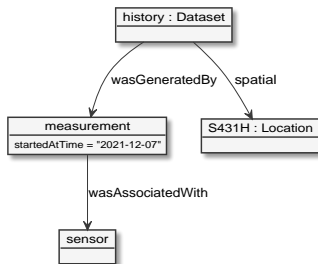 history : Dataset
wasGeneratedBy
spatial
measurement
startedAtTime = "2021-12-07"
S431H : Location
wasAssociatedWith
sensor